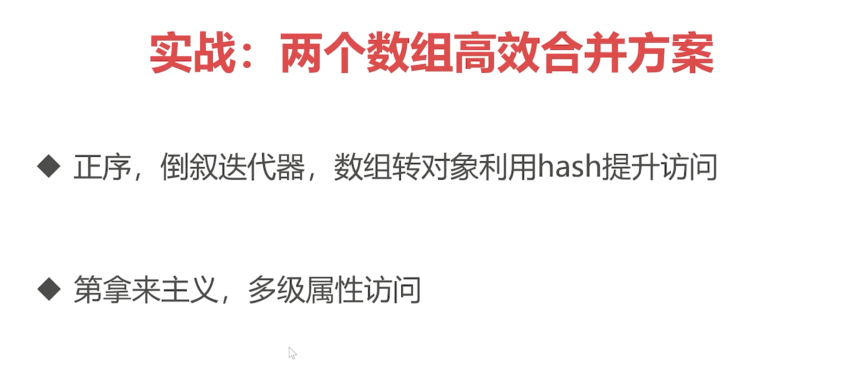 实战：两个数组高效合并方案
正序，倒叙迭代器，数组转对象利用hash提升访问
第拿来主义，多级属性访问